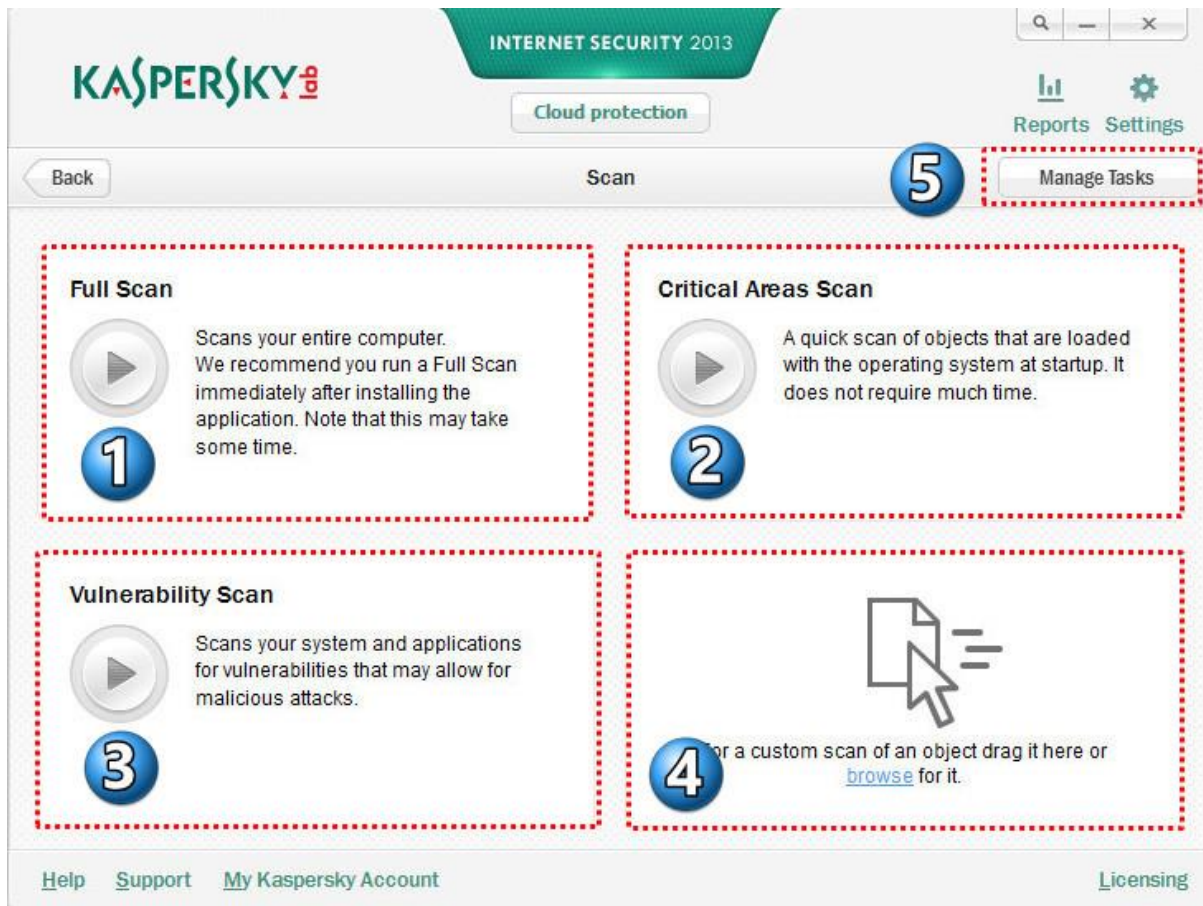 INTERNET SECURITY 2013
KASPERSKY lab
Cloud protection
Reports Settings
Back
Scan
5
Manage Tasks
Full Scan
Scans your entire computer.
We recommend you run a Full Scan
immediately after installing the
application. Note that this may take
some time.
1
Critical Areas Scan
A quick scan of objects that are loaded
with the operating system at startup. It
does not require much time.
2
Vulnerability Scan
Scans your system and applications
for vulnerabilities that may allow for
malicious attacks.
3
4
a custom scan of an object drag it here or
browse for it.
Help Support My Kaspersky Account
Licensing